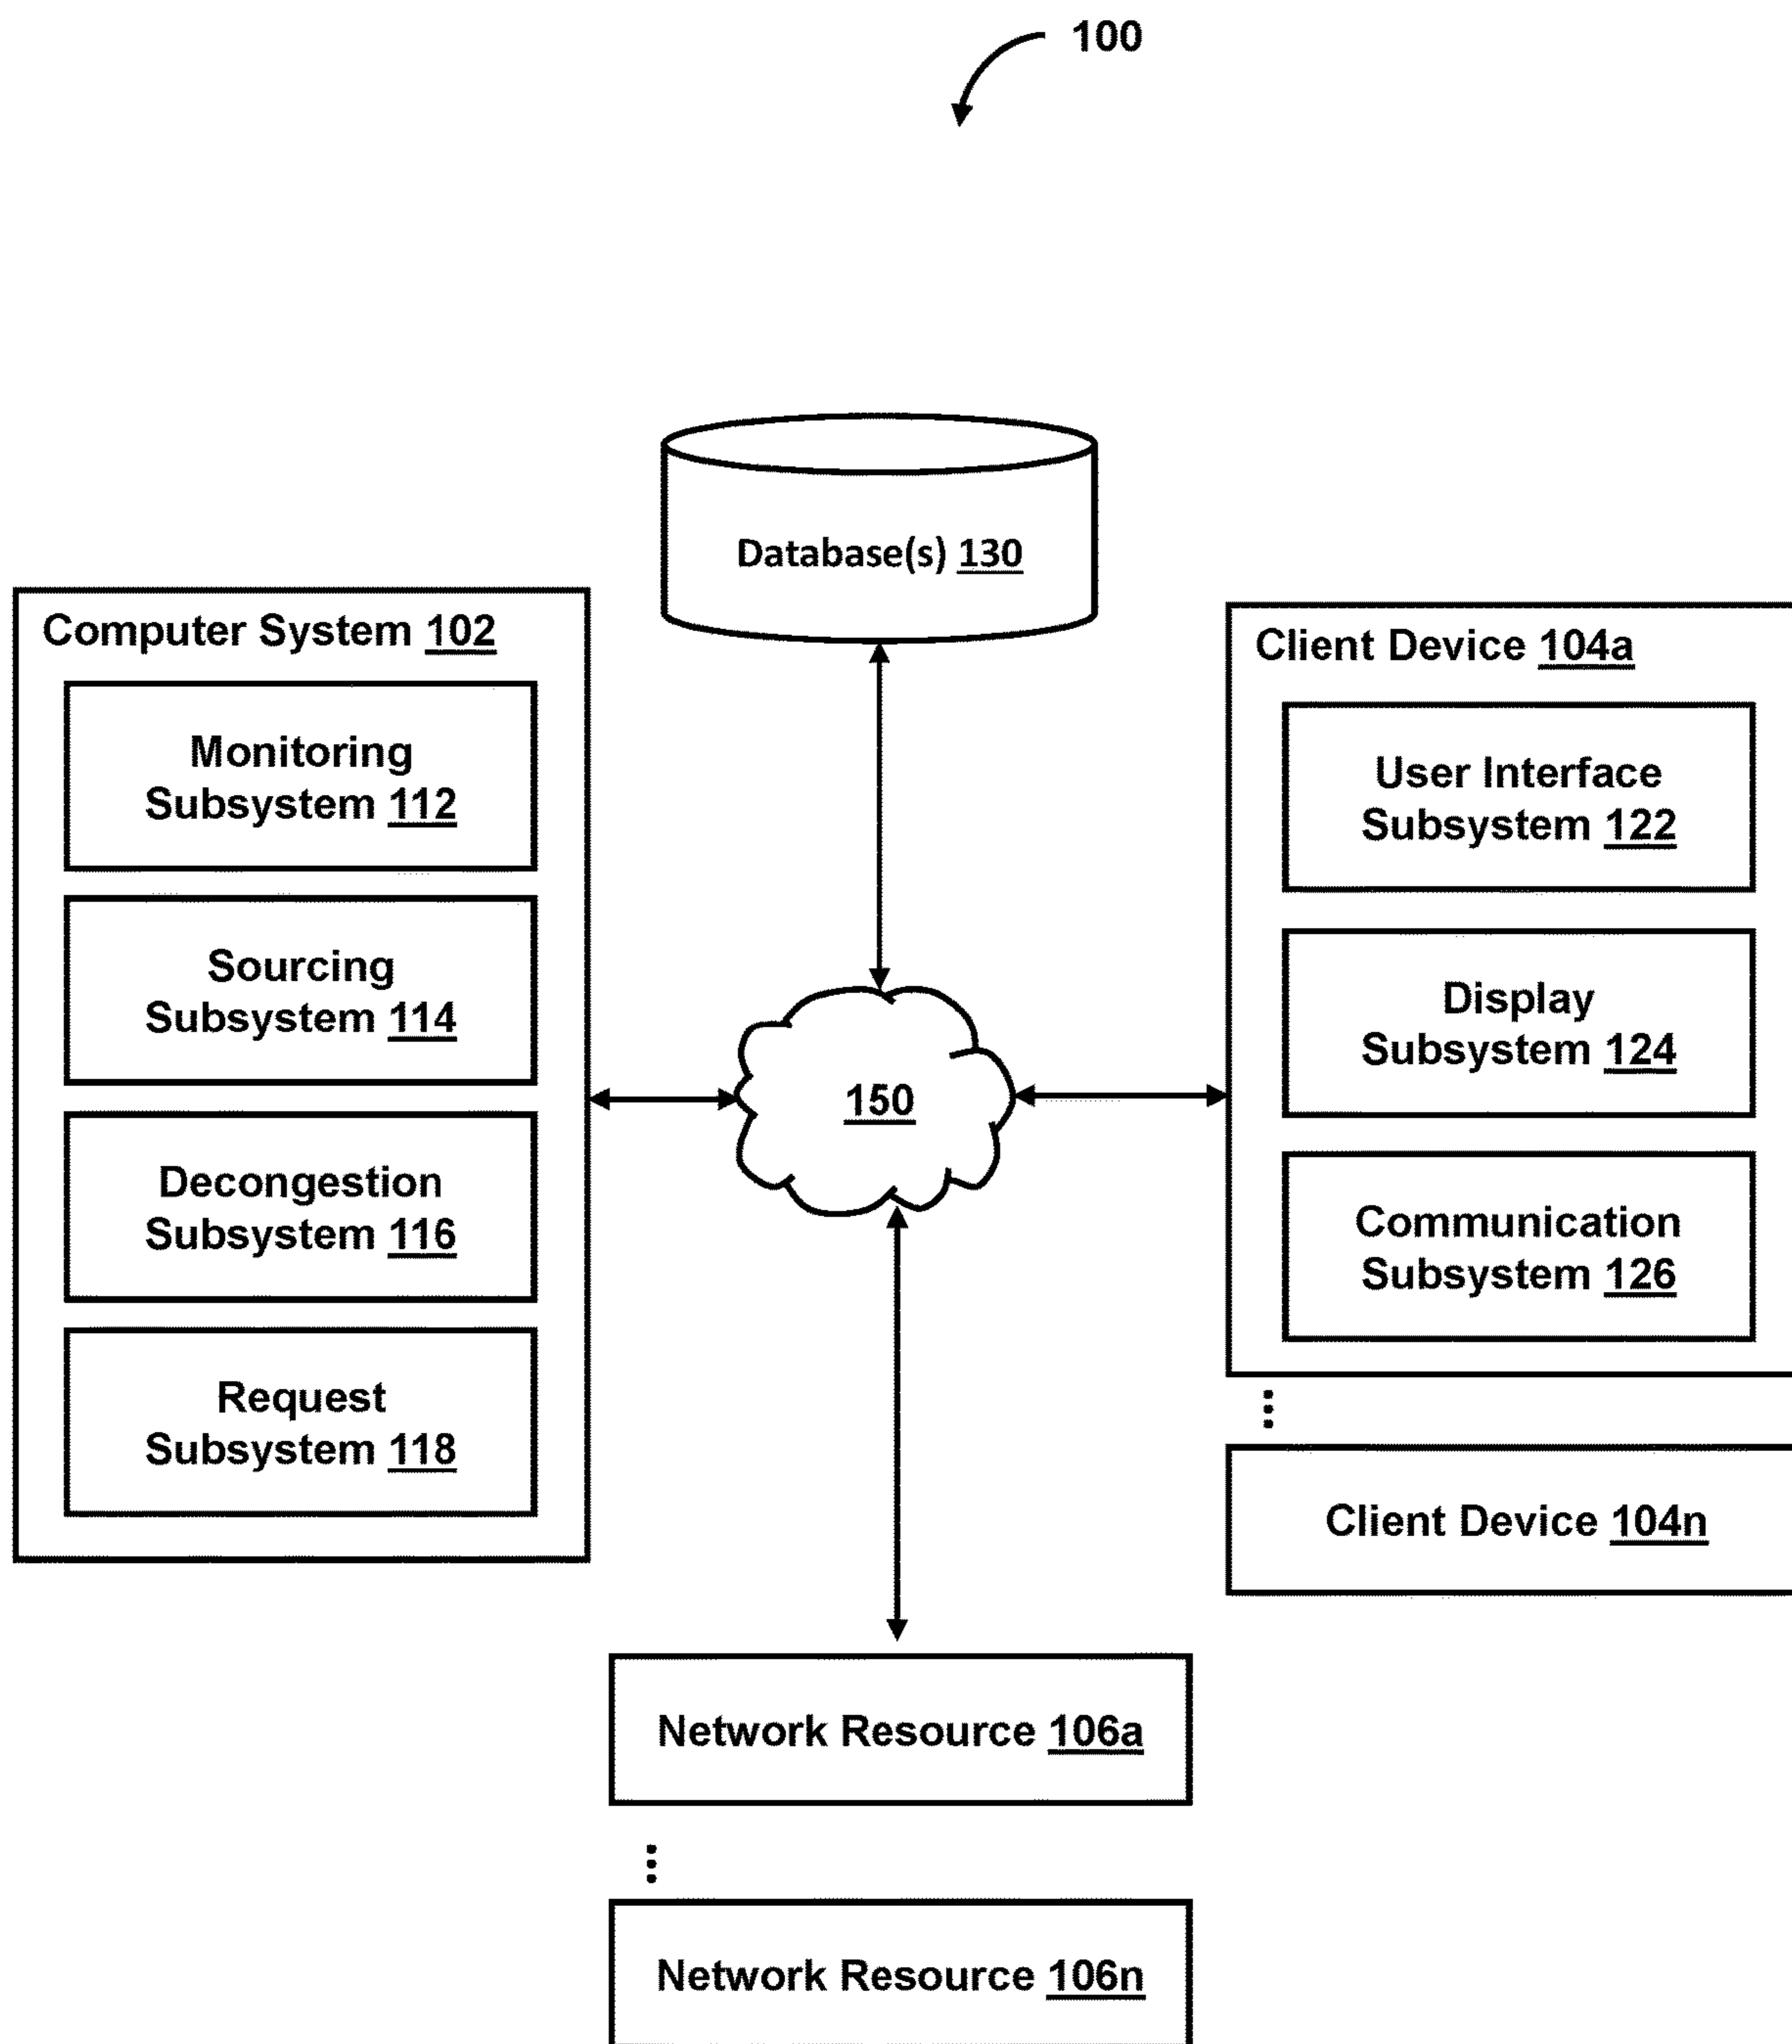 100
Database(s) 130
Computer System 102
Monitoring
Subsystem 112
Sourcing
Subsystem 114
Decongestion
Subsystem 116
Request
Subsystem 118
150
Client Device 104a
User Interface
Subsystem 122
Display
Subsystem 124
Communication
Subsystem 126
⋮
Client Device 104n
Network Resource 106a
⋮
Network Resource 106n